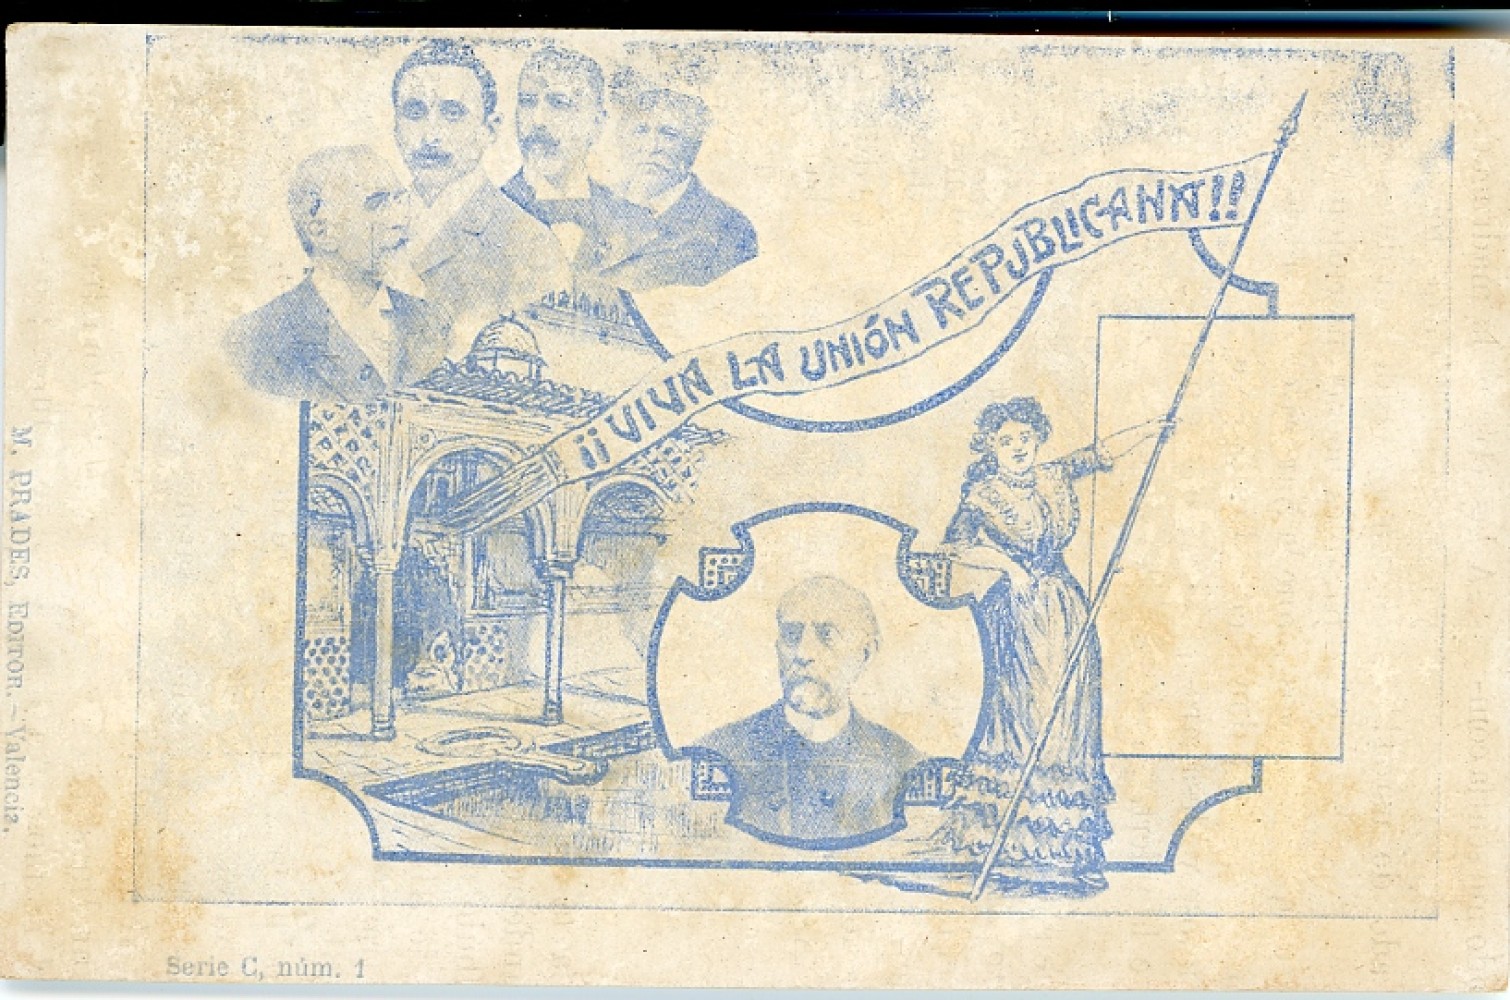 ¡¡VIVA LA UNIÓN REPUBLICANA!!
M. PRADES, EDITOR.–Valencia.
Serie C, núm. 1